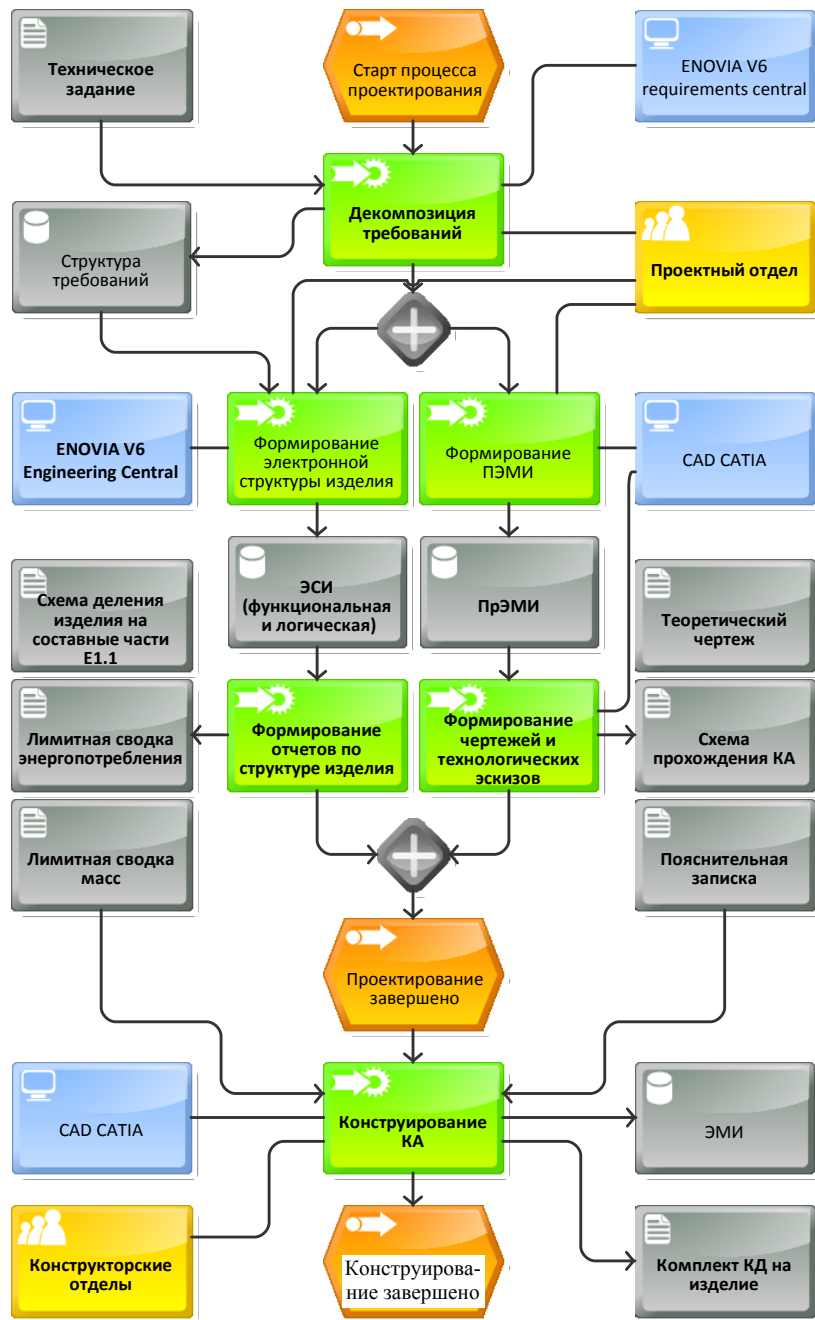 Техническое
задание
Старт процесса
проектирования
ENOVIA V6
requirements central
Декомпозиция
требований
Структура
требований
Проектный отдел
ENOVIA V6
Engineering Central
Формирование
электронной
структуры изделия
Формирование
ПЭМИ
CAD CATIA
Схема деления
изделия на
составные части
Е1.1
ЭСИ
(функциональная
и логическая)
ПрЭМИ
Теоретический
чертеж
Лимитная сводка
энергопотребления
Формирование
отчетов по
структуре изделия
Формирование
чертежей и
технологических
эскизов
Схема
прохождения КА
Лимитная сводка
масс
Пояснительная
записка
Проектирование
завершено
CAD CATIA
Конструирование
КА
ЭМИ
Конструкторские
отделы
Конструирова-
ние завершено
Комплект КД на
изделие